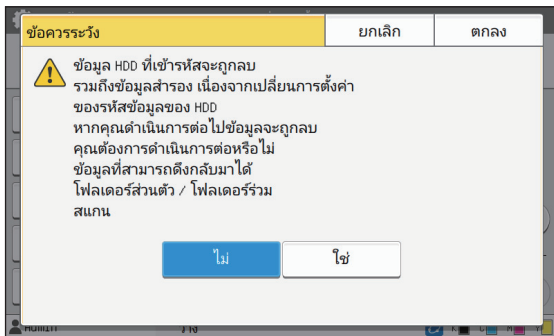 ข้อควรระวัง
ยกเลิก
ตกลง
ข้อมูล HDD ที่เข้ารหัสจะถูกลบ
รวมถึงข้อมูลสำรอง เนื่องจากเปลี่ยนการตั้งค่า
ของรหัสข้อมูลของ HDD
หากคุณดำเนินการต่อไปข้อมูลจะถูกลบ
คุณต้องการดำเนินการต่อหรือไม่
ข้อมูลที่สามารถดึงกลับมาได้
โฟลเดอร์ส่วนตัว / โฟลเดอร์ร่วม
สแกน
ไม่
ใช่
Admin